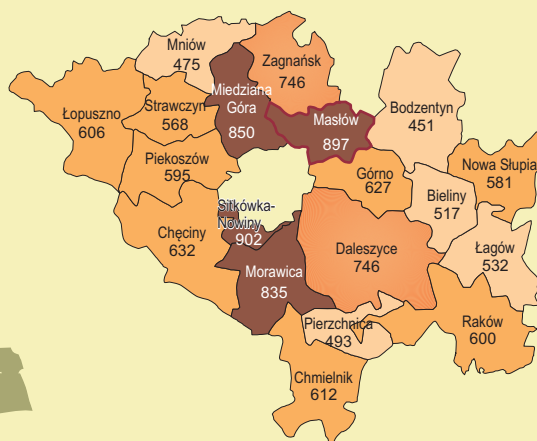 Mniów
475
Zagnańsk
746
Miedziana
Góra
850
Łopuszno
606
Strawczyn
568
Masłów
897
Bodzentyn
451
Piekoszów
595
Górno
627
Nowa Słupia
581
Bieliny
517
Sitkówka-
Nowiny
902
Chęciny
632
Daleszyce
746
Łagów
532
Morawica
835
Pierzchnica
493
Raków
600
Chmielnik
612